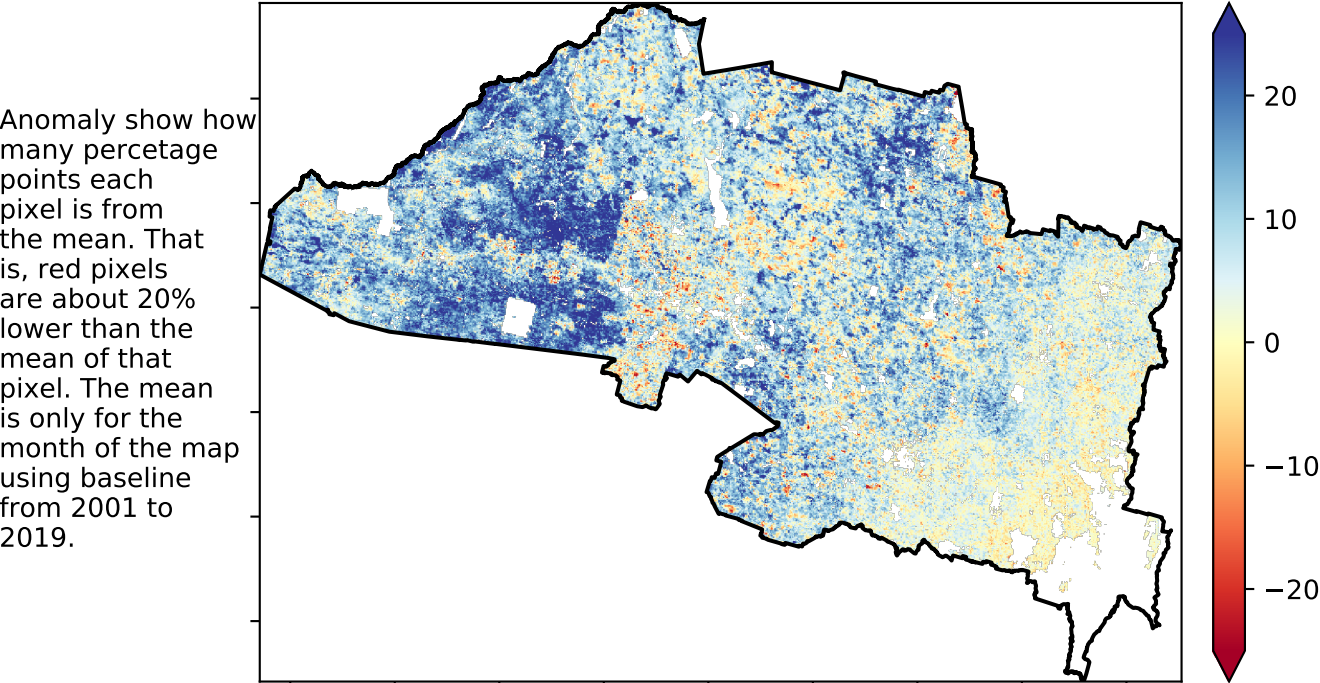 Anomaly show how
many percetage
points each
pixel is from
the mean. That
is, red pixels
are about 20%
lower than the
mean of that
pixel. The mean
is only for the
month of the map
using baseline
from 2001 to
2019.
20
10
0
−10
−20